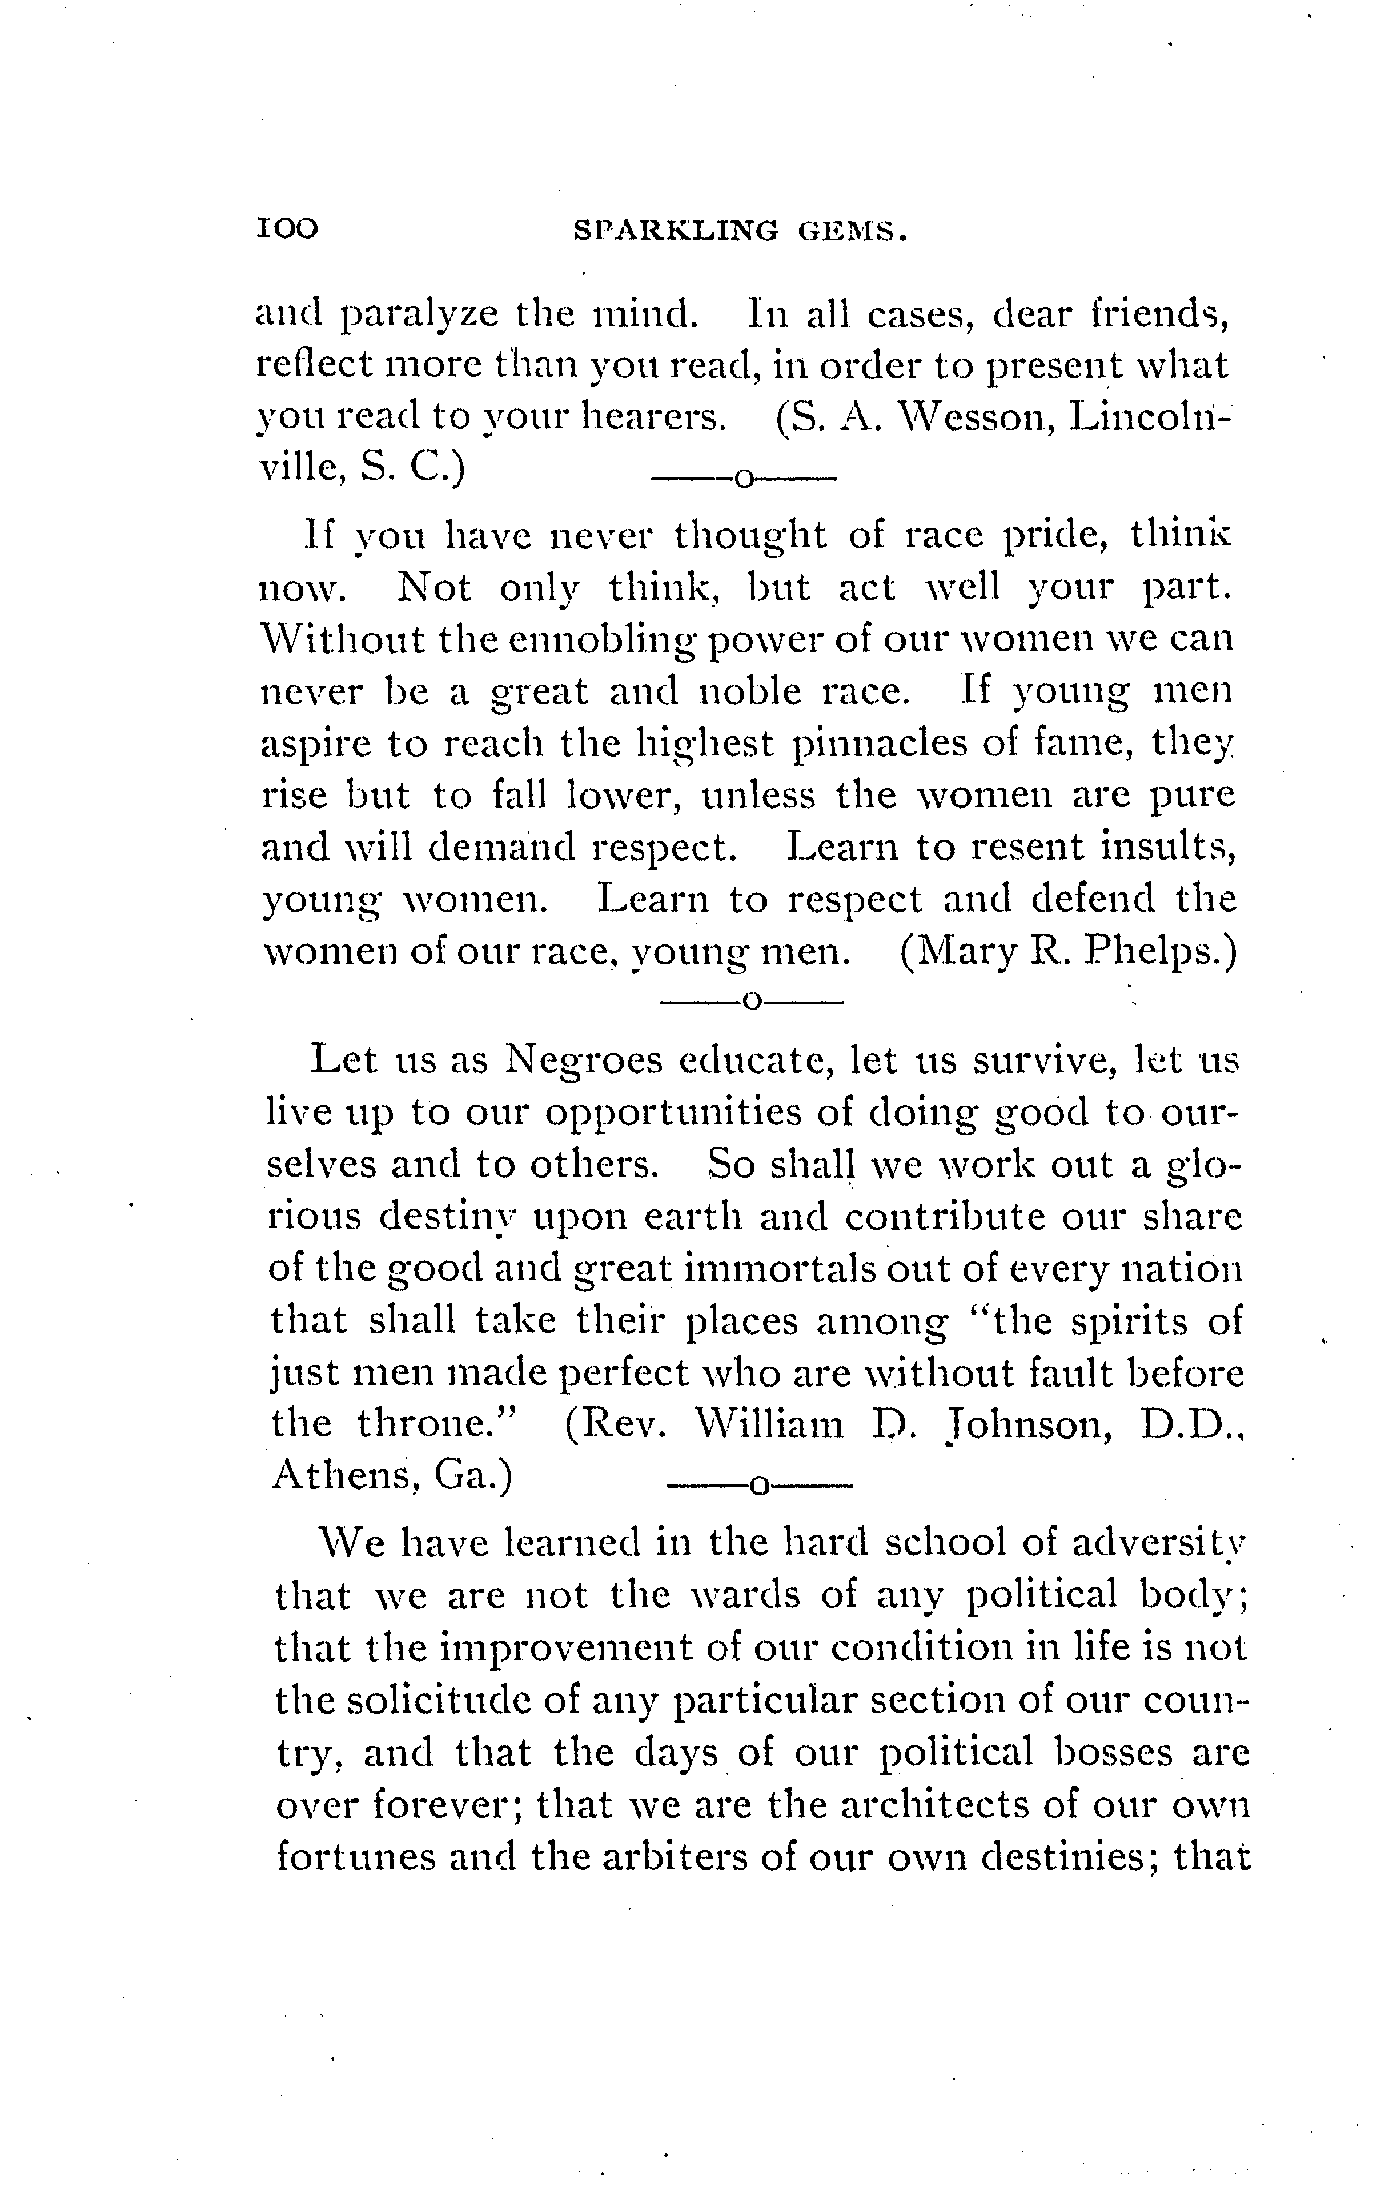 100 SPARKLING GEMS.
and paralyze the mind. In all cases, dear friends,
reflect more than you read, in order to present what
you read to your hearers. (S. A. Wesson, Lincoln-
ville, S. C.)
——o——
If you have never thought of race pride, think
now. Not only think, but act well your part.
Without the ennobling power of our women we can
never be a great and noble race. If young men
aspire to reach the highest pinnacles of fame, they
rise but to fall lower, unless the women are pure
and will demand respect. Learn to resent insults,
young women. Learn to respect and defend the
women of our race, young men. (Mary R. Phelps.)
——o——
Let us as Negroes educate, let us survive, let us
live up to our opportunities of doing good to our-
selves and to others. So shall we work out a glo-
rious destiny upon earth and contribute our share
of the good and great immortals out of every nation
that shall take their places among "the spirits of
just men made perfect who are without fault before
the throne." (Rev. William D. Johnson, D.D.,
Athens, Ga.)
——o——
We have learned in the hard school of adversity
that we are not the wards of any political body;
that the improvement of our condition in life is not
the solicitude of any particular section of our coun-
try, and that the days of our political bosses are
over forever; that we are the architects of our own
fortunes and the arbiters of our own destinies; that